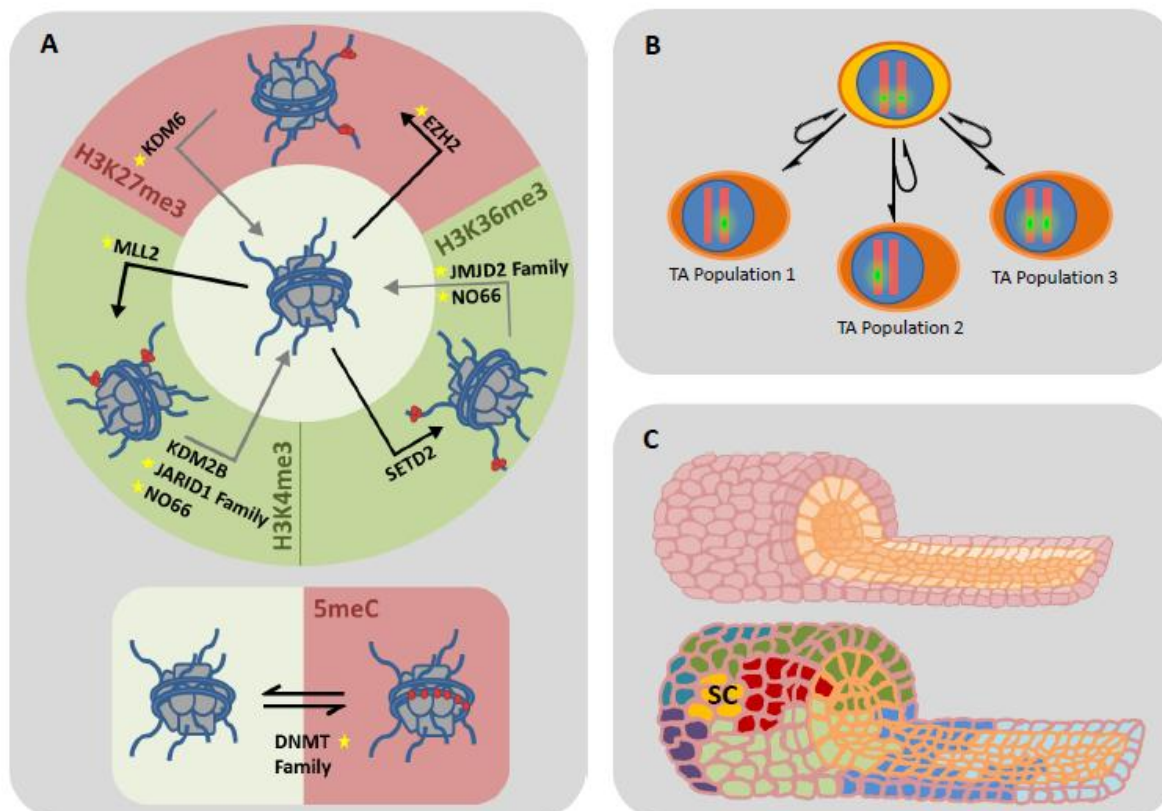 A
KDM6
EZH2
H3K27me3
H3K36me3
MLL2
JMJD2 Family
NO66
KDM2B
JARID1 Family
NO66
H3K4me3
SETD2
5meC
DNMT
Family
B
TA Population 1
TA Population 2
TA Population 3
C
SC